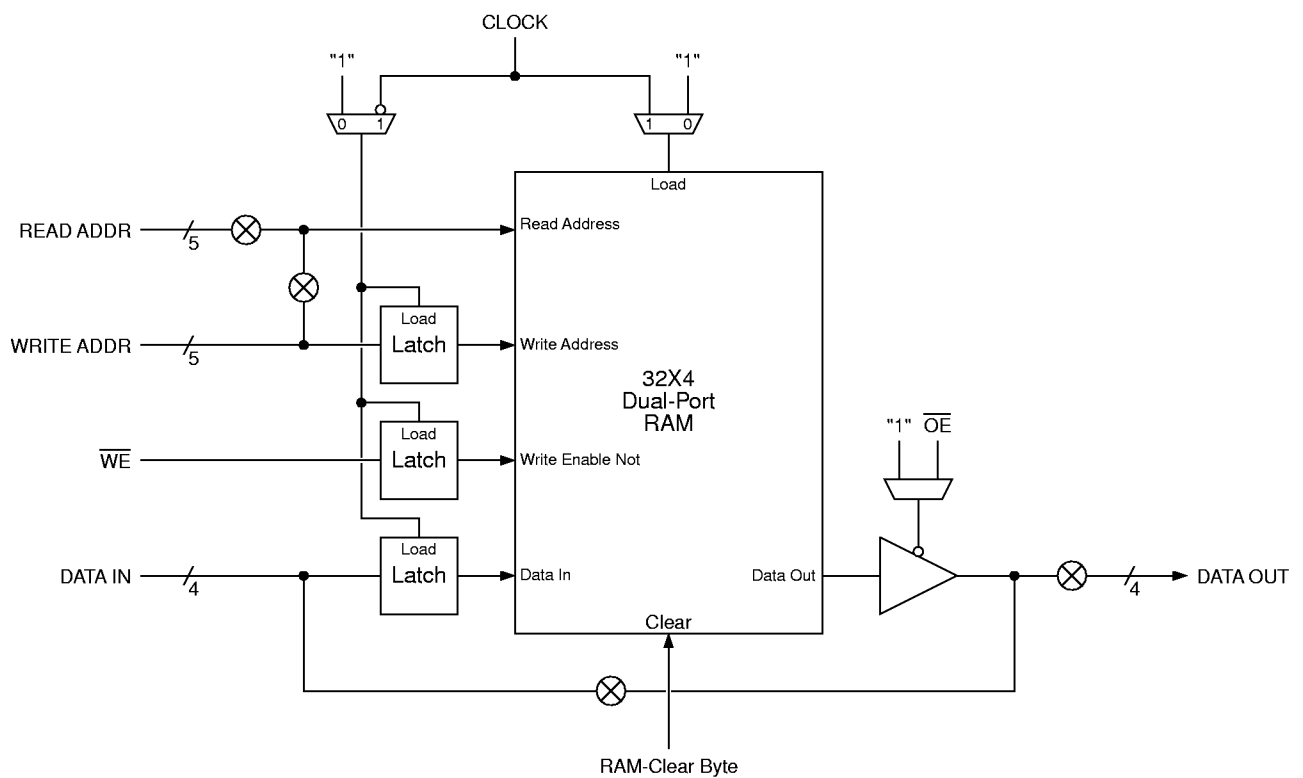 CLOCK
"1"
"1"
0 1
1 0
Load
READ ADDR
5
Read Address
Load
Latch
WRITE ADDR
5
Write Address
32X4
Dual-Port
RAM
"1" OE
Load
Latch
WE
Write Enable Not
Load
Latch
DATA IN
4
Data In
Data Out
4
DATA OUT
Clear
RAM-Clear Byte